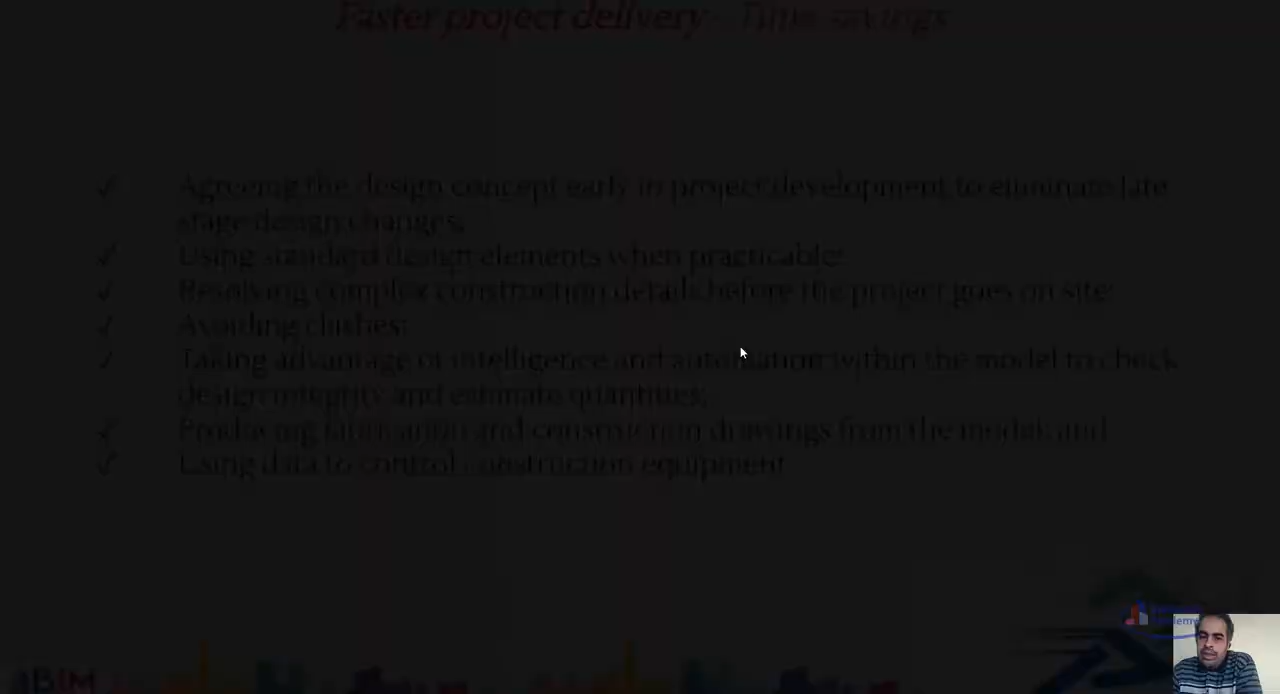 Faster project delivery - Time savings
✓ Agreeing the design concept early in project development to eliminate late
stage design changes;
✓ Using standard design elements when practicable;
✓ Resolving complex construction details before the project goes on site;
✓ Avoiding clashes;
✓ Taking advantage of intelligence and automation within the model to check
design integrity and estimate quantities;
✓ Producing fabrication and construction drawings from the model; and
✓ Using data to control construction equipment
BIM